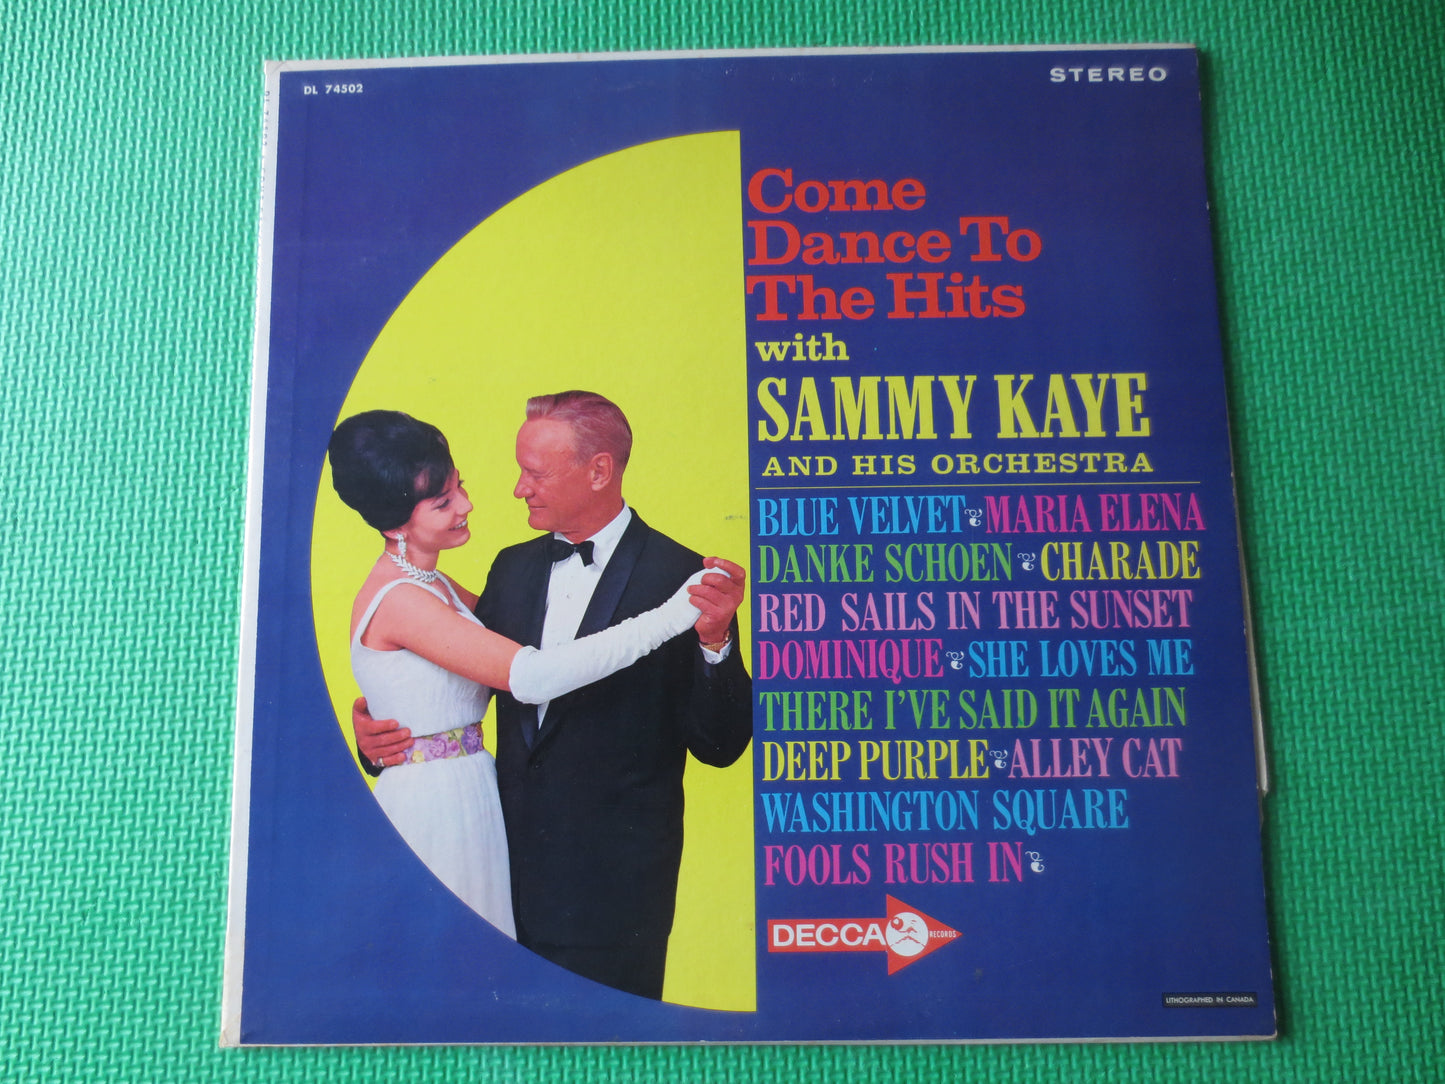 DL 74502
STEREO
Come
Dance To
The Hits
with
SAMMY KAYE
AND HIS ORCHESTRA
BLUE VELVET MARIA ELENA
DANKE SCHOEN CHARADE
RED SAILS IN THE SUNSET
DOMINIQUE SHE LOVES ME
THERE I'VE SAID IT AGAIN
DEEP PURPLE ALLEY CAT
WASHINGTON SQUARE
FOOLS RUSH IN
DECCA RECORDS
LITHOGRAPHED IN CANADA